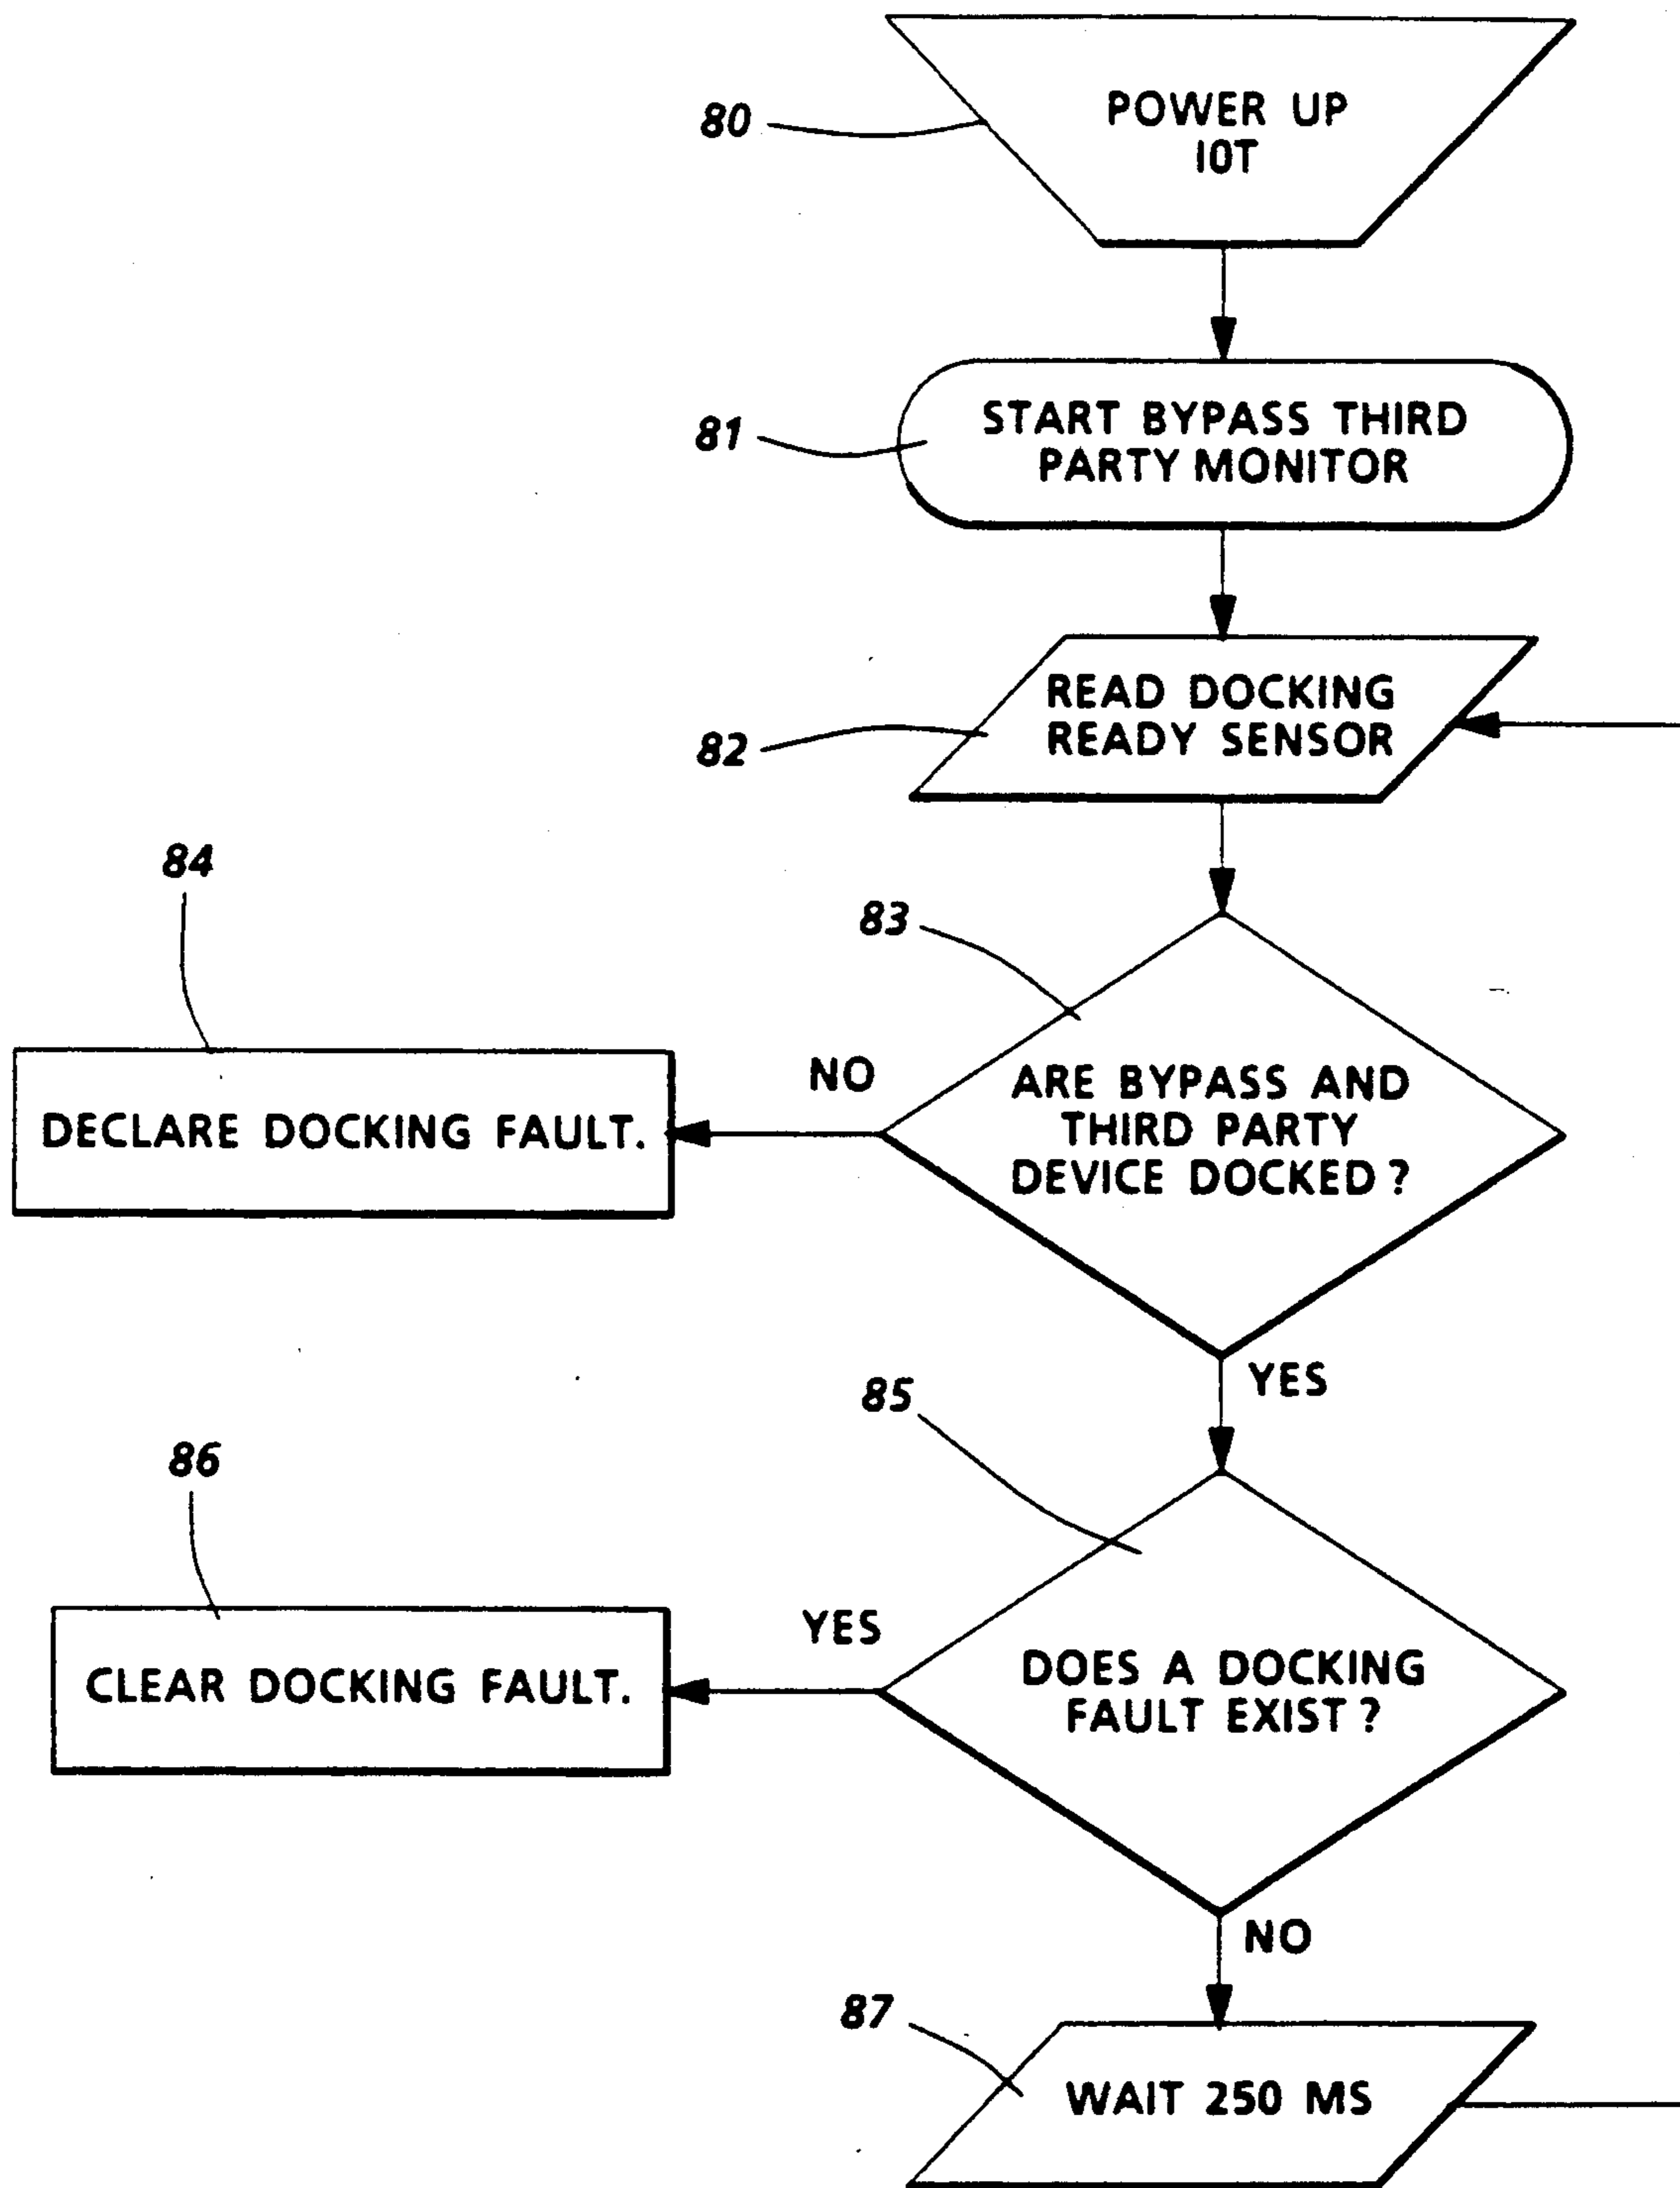 80
POWER UP
IOT
81
START BYPASS THIRD
PARTY MONITOR
82
READ DOCKING
READY SENSOR
84
83
NO
DECLARE DOCKING FAULT.
ARE BYPASS AND
THIRD PARTY
DEVICE DOCKED?
YES
85
86
YES
CLEAR DOCKING FAULT.
DOES A DOCKING
FAULT EXIST?
NO
87
WAIT 250 MS